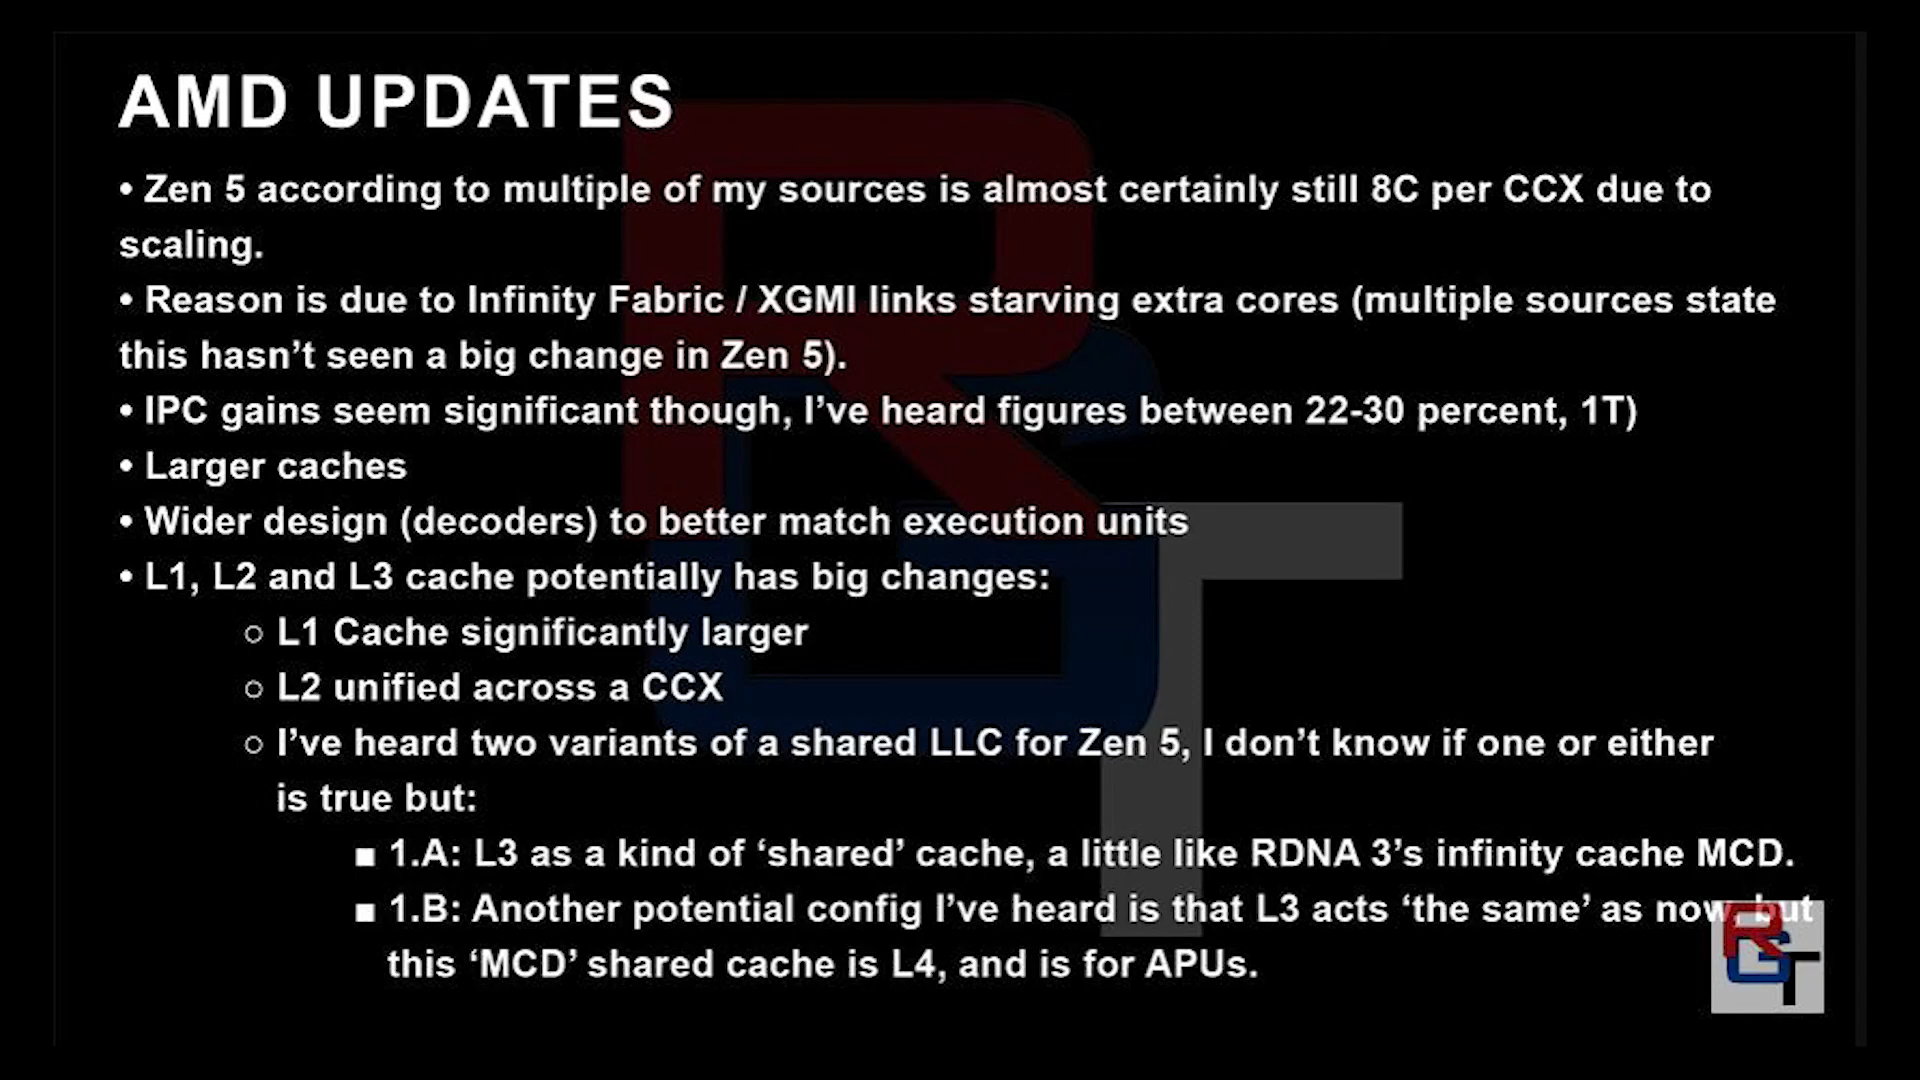 AMD UPDATES
• Zen 5 according to multiple of my sources is almost certainly still 8C per CCX due to
scaling.
• Reason is due to Infinity Fabric / XGMI links starving extra cores (multiple sources state
this hasn’t seen a big change in Zen 5).
• IPC gains seem significant though, I’ve heard figures between 22-30 percent, 1T)
• Larger caches
• Wider design (decoders) to better match execution units
• L1, L2 and L3 cache potentially has big changes:
○ L1 Cache significantly larger
○ L2 unified across a CCX
○ I’ve heard two variants of a shared LLC for Zen 5, I don’t know if one or either
is true but:
■ 1.A: L3 as a kind of ‘shared’ cache, a little like RDNA 3’s infinity cache MCD.
■ 1.B: Another potential config I’ve heard is that L3 acts ‘the same’ as now, but
this ‘MCD’ shared cache is L4, and is for APUs.
RGT